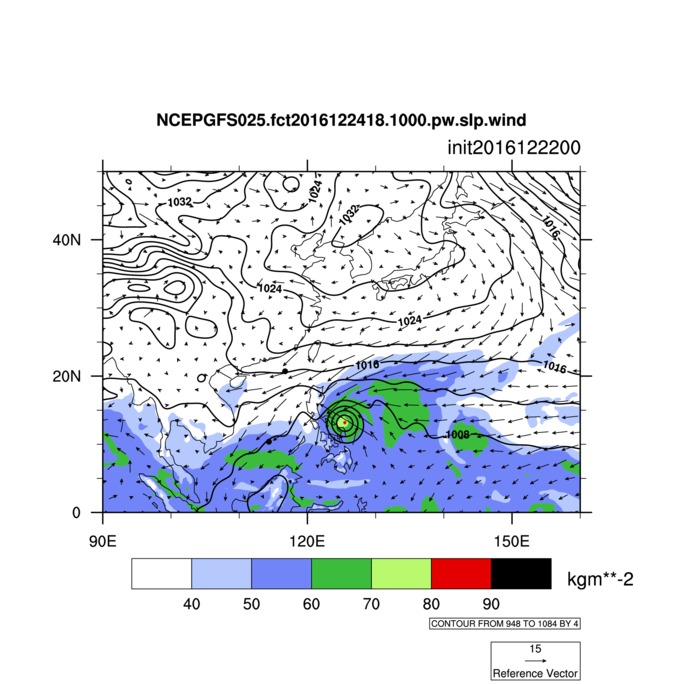 NCEPGFS025.fct2016122418.1000.pw.slp.wind
init2016122200
0
1032
1024
1032
1016
40N
1024
1024
1016
1016
20N
1008
0
90E 120E 150E
40 50 60 70 80 90
kgm**-2
CONTOUR FROM 948 TO 1084 BY 4
15
Reference Vector